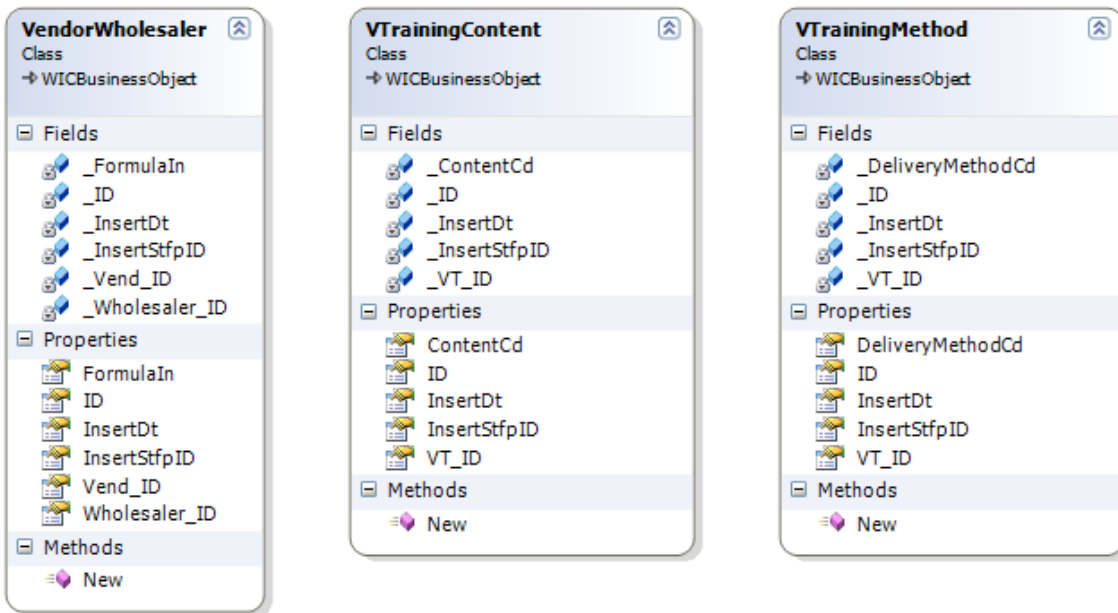 VendorWholesaler
Class
WICBusinessObject
Fields
_FormulaIn
_ID
_InsertDt
_InsertStfpID
_Vend_ID
_Wholesaler_ID
Properties
FormulaIn
ID
InsertDt
InsertStfpID
Vend_ID
Wholesaler_ID
Methods
New
VTrainingContent
Class
WICBusinessObject
Fields
_ContentCd
_ID
_InsertDt
_InsertStfpID
_VT_ID
Properties
ContentCd
ID
InsertDt
InsertStfpID
VT_ID
Methods
New
VTrainingMethod
Class
WICBusinessObject
Fields
_DeliveryMethodCd
_ID
_InsertDt
_InsertStfpID
_VT_ID
Properties
DeliveryMethodCd
ID
InsertDt
InsertStfpID
VT_ID
Methods
New